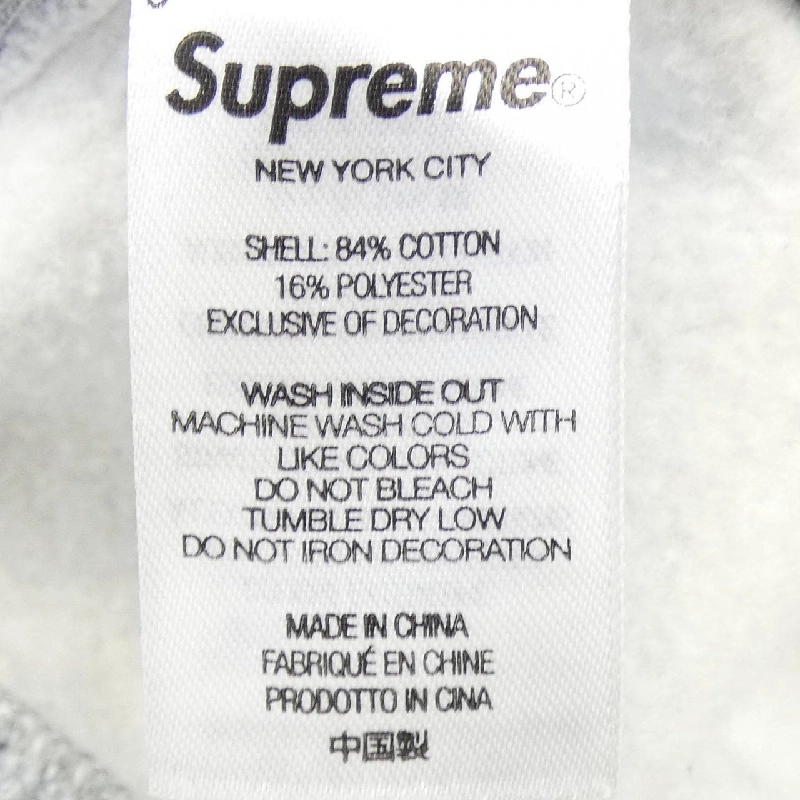 Supreme®
NEW YORK CITY
SHELL: 84% COTTON
16% POLYESTER
EXCLUSIVE OF DECORATION
WASH INSIDE OUT
MACHINE WASH COLD WITH
LIKE COLORS
DO NOT BLEACH
TUMBLE DRY LOW
DO NOT IRON DECORATION
MADE IN CHINA
FABRIQUÉ EN CHINE
PRODOTTO IN CINA
中国製